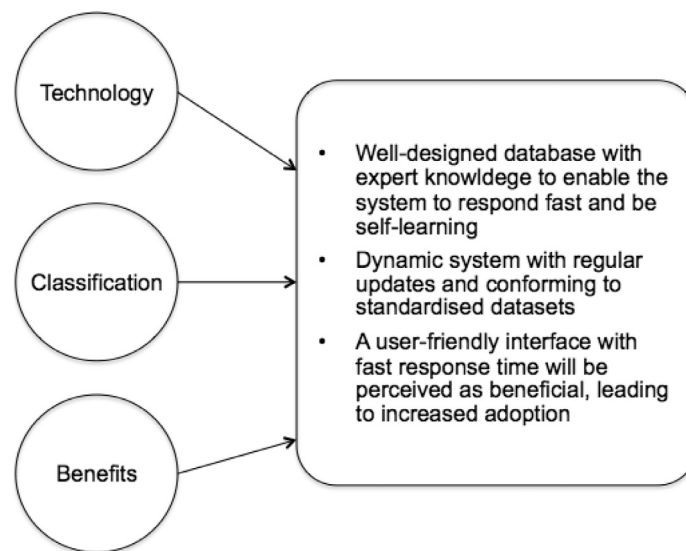 Technology
Classification
Benefits
• Well-designed database with
expert knowldege to enable the
system to respond fast and be
self-learning
• Dynamic system with regular
updates and conforming to
standardised datasets
• A user-friendly interface with
fast response time will be
perceived as beneficial, leading
to increased adoption